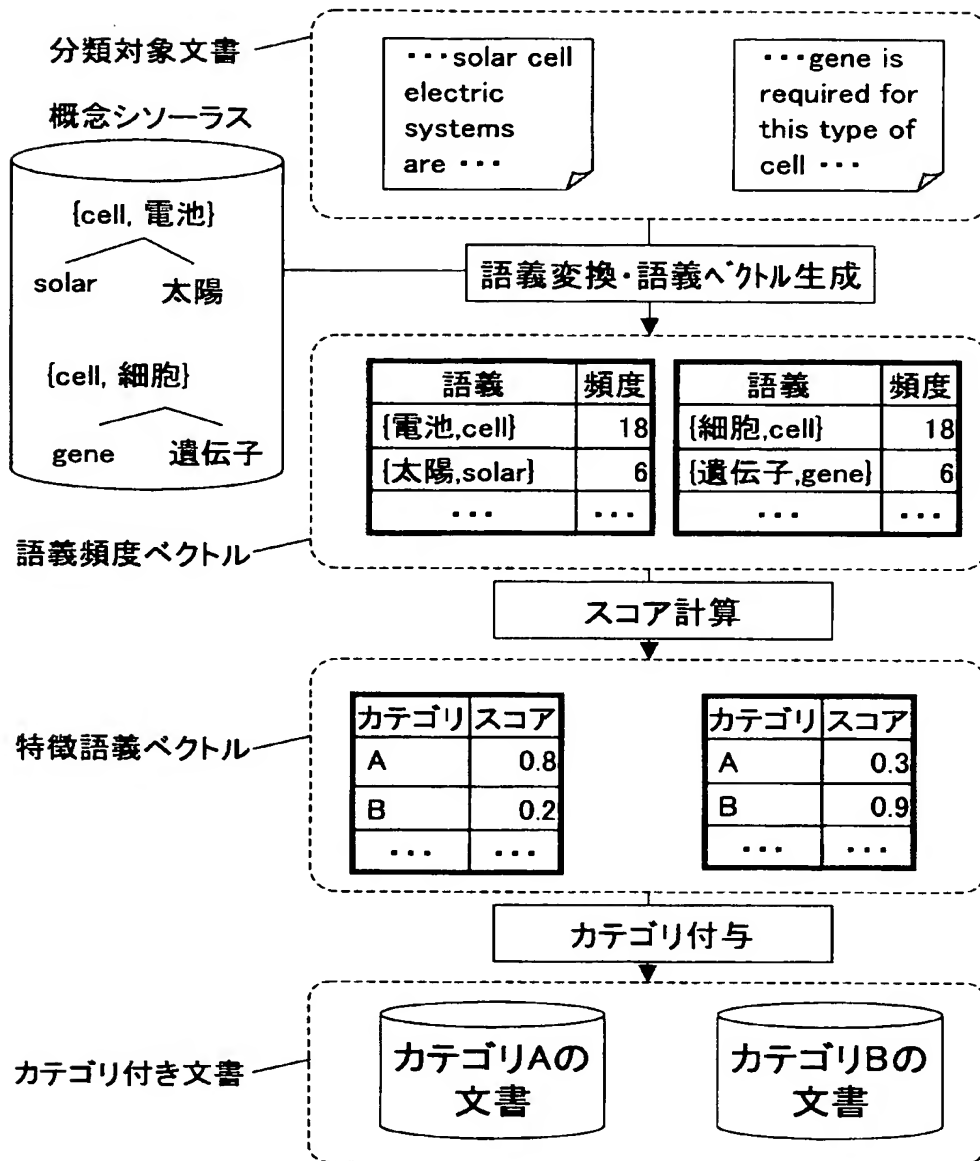 分類対象文書
・・・solar cell
electric
systems
are ・・・
・・・gene is
required for
this type of
cell ・・・
概念シソーラス
{cell, 電池}
solar
太陽
{cell, 細胞}
gene
遺伝子
語義変換・語義ベクトル生成
語義 頻度
{電池,cell} 18
{太陽,solar} 6
・・・ ・・・
語義 頻度
{細胞,cell} 18
{遺伝子,gene} 6
・・・ ・・・
語義頻度ベクトル
スコア計算
特徴語義ベクトル
カテゴリ スコア
A 0.8
B 0.2
・・・ ・・・
カテゴリ スコア
A 0.3
B 0.9
・・・ ・・・
カテゴリ付与
カテゴリ付き文書
カテゴリAの
文書
カテゴリBの
文書